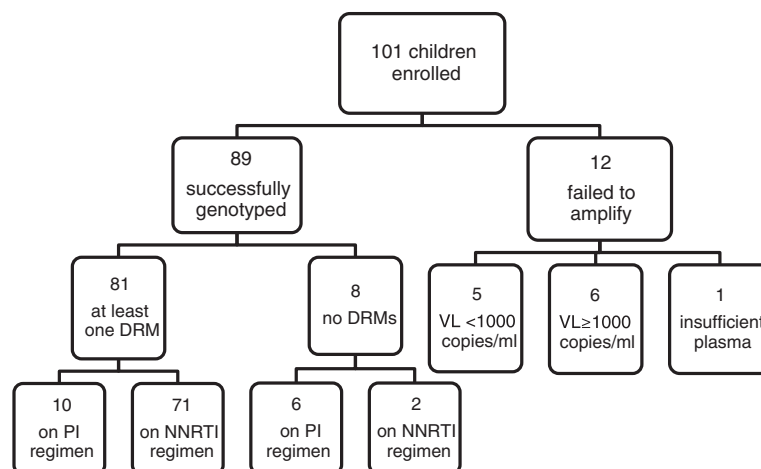 101 children
enrolled
89
successfully
genotyped
12
failed to
amplify
81
at least
one DRM
8
no DRMs
5
VL <1000
copies/ml
6
VL≥1000
copies/ml
1
insufficient
plasma
10
on PI
regimen
71
on NNRTI
regimen
6
on PI
regimen
2
on NNRTI
regimen